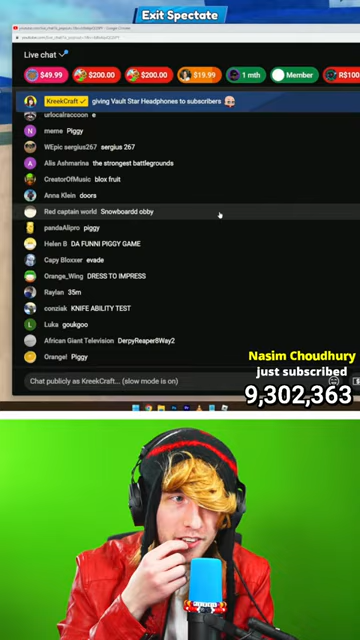 Exit Spectate
Live chat
$49.99 $200.00 $200.00 $19.99 1 mth Member R$100
KreekCraft giving Vault Star Headphones to subscribers
urlocalraccoon e
meme Piggy
WEpic sergius267 sergius 267
Alis Ashmarina the strongest battlegrounds
CreatorOfMusic blox fruit
Anna Klein doors
Red captain world Snowboardd obby
pandaAlipro piggy
Helen B DA FUNNI PIGGY GAME
Capy Bloxxer evade
Orange_Wing DRESS TO IMPRESS
Raylan 35m
conziak KNIFE ABILITY TEST
Luka goukgoo
African Giant Television DerpyReaper8Way2
Orange! Piggy
Nasim Choudhury
just subscribed
Chat publicly as KreekCraft... (slow mode is on)
9,302,363